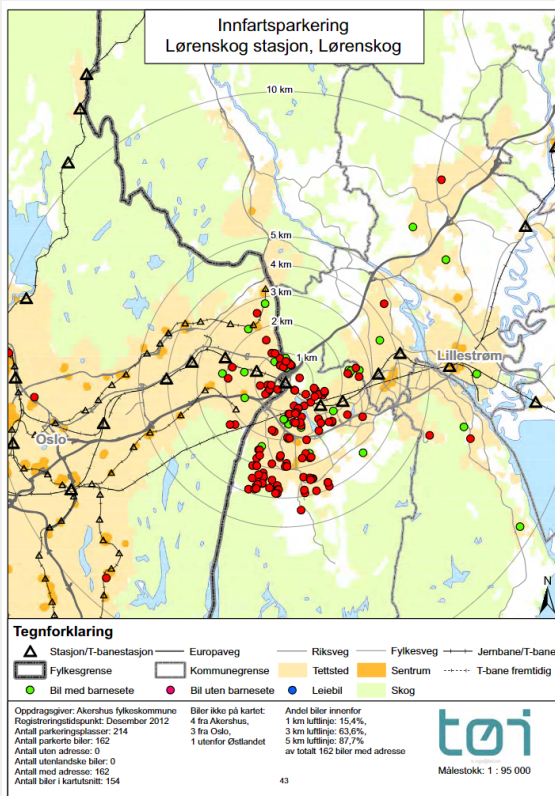 Innfartsparkering
Lørenskog stasjon, Lørenskog
10 km
5 km
4 km
3 km
2 km
1 km
Lillestrøm
Oslo
N
Tegnforklaring
Stasjon/T-banestasjon
Europaveg
Riksveg
Fylkesveg
Jernbane/T-bane
Fylkesgrense
Kommunegrense
Tettsted
Sentrum
T-bane fremtidig
Bil med barnesete
Bil uten barnesete
Leiebil
Skog
Oppdragsgiver: Akershus fylkeskommune
Registreringstidspunkt: Desember 2012
Antall parkeringsplasser: 214
Antall parkerte biler: 162
Antall uten adresse: 0
Antall utenlandske biler: 0
Antall med adresse: 162
Antall biler i kartutsnitt: 154
Biler ikke på kartet:
4 fra Akershus,
3 fra Oslo,
1 utenfor Østlandet
Andel biler innenfor
1 km luftlinje: 15,4%,
3 km luftlinje: 63,6%,
5 km luftlinje: 87,7%
av totalt 162 biler med adresse
43
tøi
Målestokk: 1 : 95 000